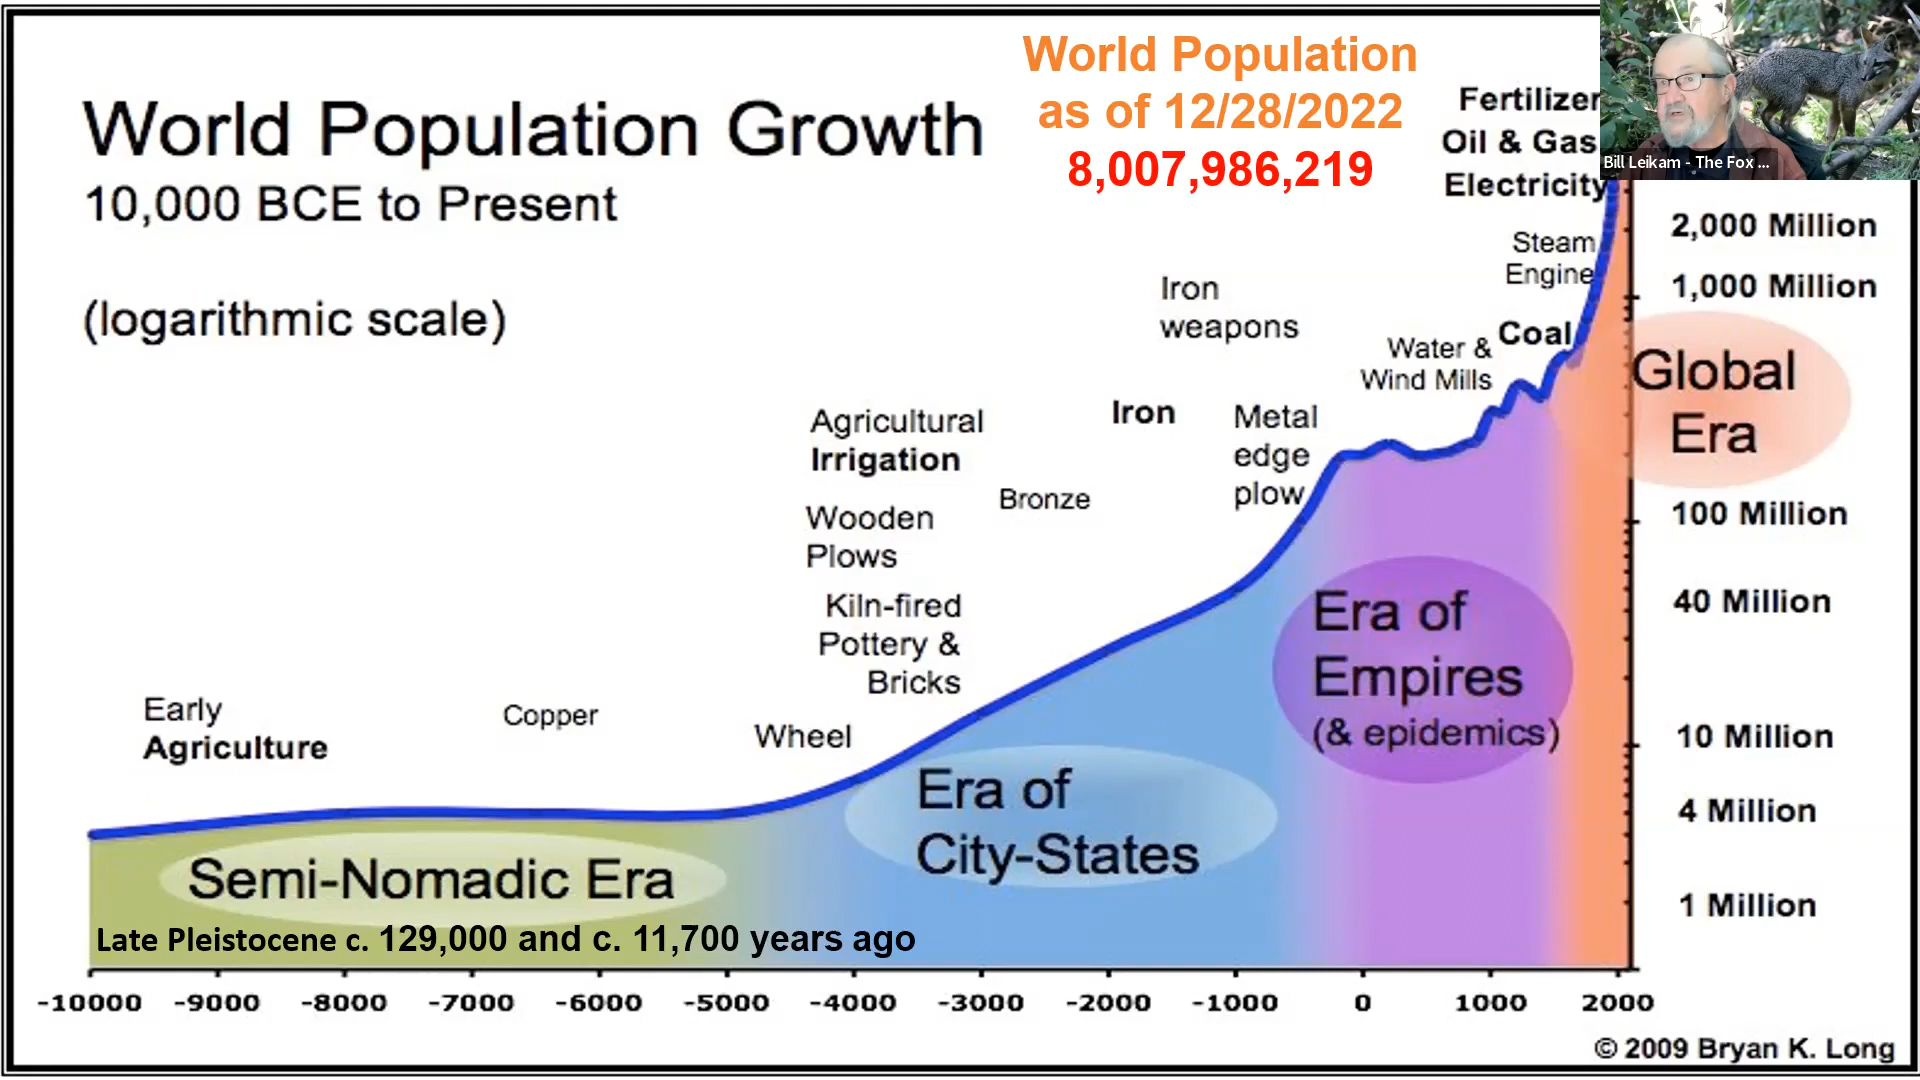 World Population Growth
10,000 BCE to Present
(logarithmic scale)
World Population
as of 12/28/2022
8,007,986,219
Fertilizer
Oil & Gas
Electricity
Bill Leikam - The Fox ...
Steam
Engine
Iron
weapons
Coal
Water &
Wind Mills
Agricultural
Irrigation
Iron
Metal
edge
plow
Bronze
Wooden
Plows
Kiln-fired
Pottery &
Bricks
Early
Agriculture
Copper
Wheel
2,000 Million
1,000 Million
Global
Era
100 Million
40 Million
10 Million
4 Million
1 Million
Era of
Empires
(& epidemics)
Era of
City-States
Semi-Nomadic Era
Late Pleistocene c. 129,000 and c. 11,700 years ago
-10000 -9000 -8000 -7000 -6000 -5000 -4000 -3000 -2000 -1000 0 1000 2000
© 2009 Bryan K. Long